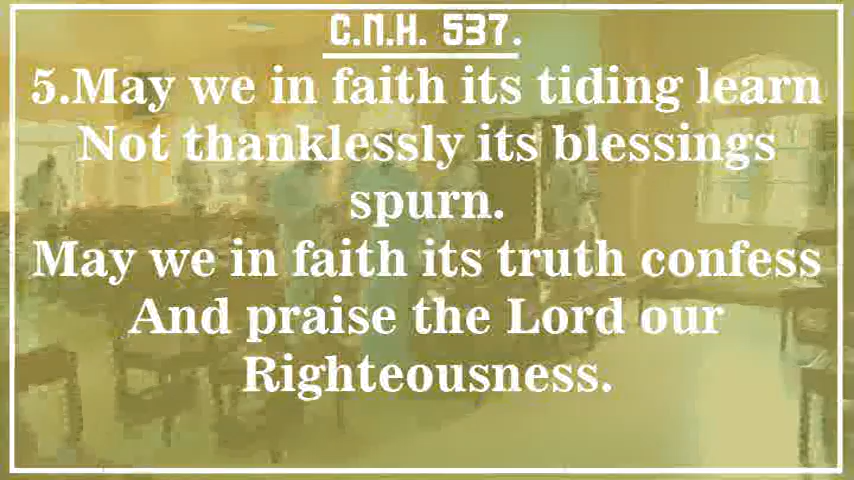 C.N.H. 537.
5.May we in faith its tiding learn
Not thanklessly its blessings
spurn.
May we in faith its truth confess
And praise the Lord our
Righteousness.